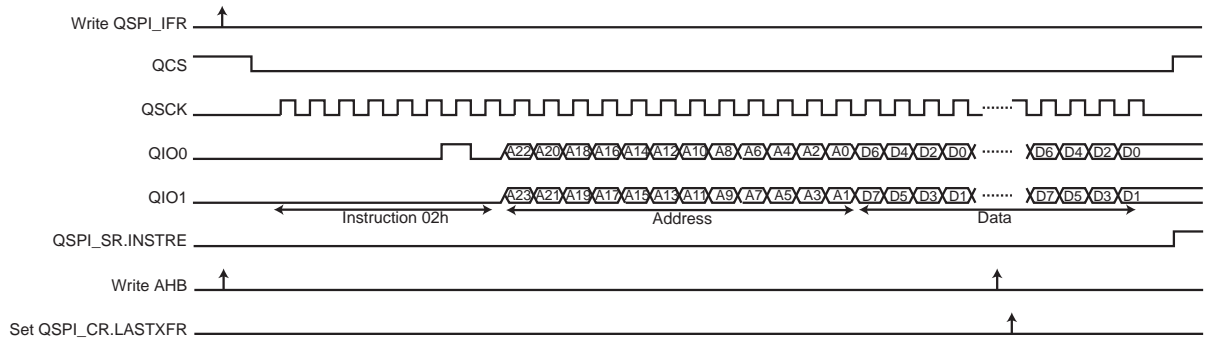 Write QSPI_IFR
QCS
QSCK
QIO0 A22 A20 A18 A16 A14 A12 A10 A8 A6 A4 A2 A0 D6 D4 D2 D0 D6 D4 D2 D0
QIO1 A23 A21 A19 A17 A15 A13 A11 A9 A7 A5 A3 A1 D7 D5 D3 D1 D7 D5 D3 D1
Instruction 02h Address Data
QSPI_SR.INSTRE
Write AHB
Set QSPI_CR.LASTXFR